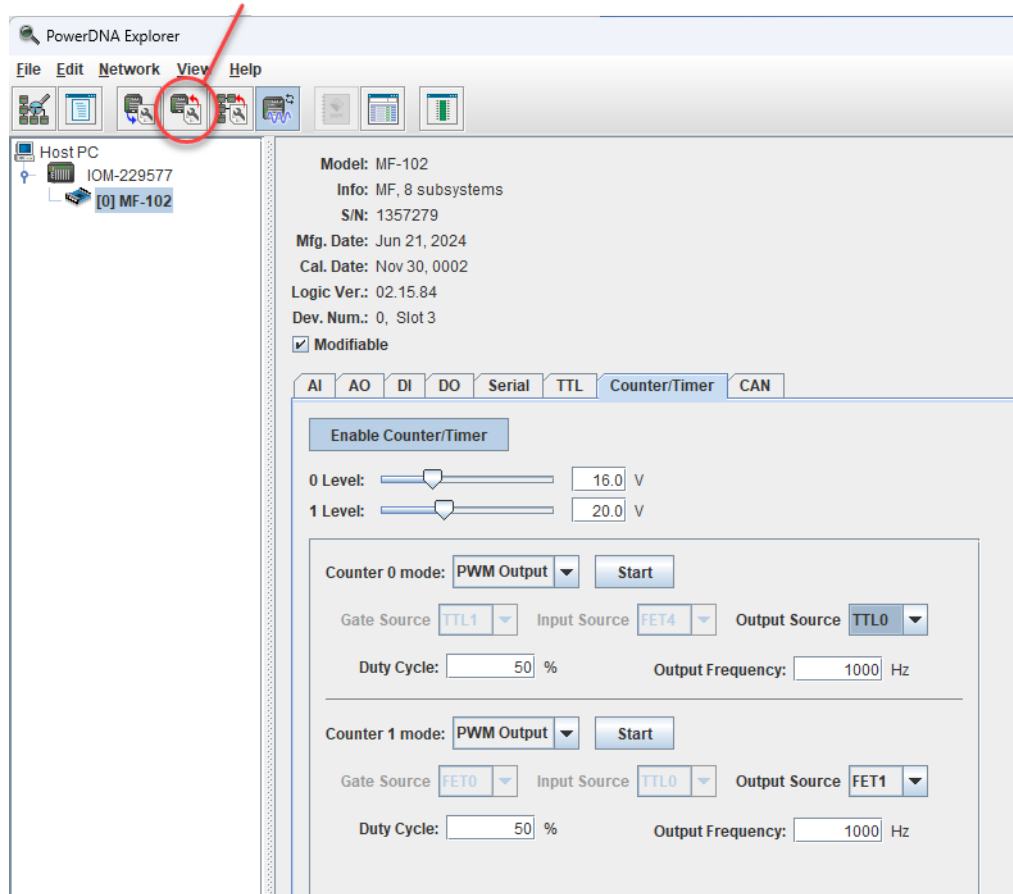 PowerDNA Explorer
File Edit Network View Help
Host PC
IOM-229577
[0] MF-102
Model: MF-102
Info: MF, 8 subsystems
S/N: 1357279
Mfg. Date: Jun 21, 2024
Cal. Date: Nov 30, 0002
Logic Ver.: 02.15.84
Dev. Num.: 0, Slot 3
Modifiable
AI AO DI DO Serial TTL Counter/Timer CAN
Enable Counter/Timer
0 Level: 16.0 V
1 Level: 20.0 V
Counter 0 mode: PWM Output Start
Gate Source TTL1 Input Source FET4 Output Source TTL0
Duty Cycle: 50 % Output Frequency: 1000 Hz
Counter 1 mode: PWM Output Start
Gate Source FET0 Input Source TTL0 Output Source FET1
Duty Cycle: 50 % Output Frequency: 1000 Hz